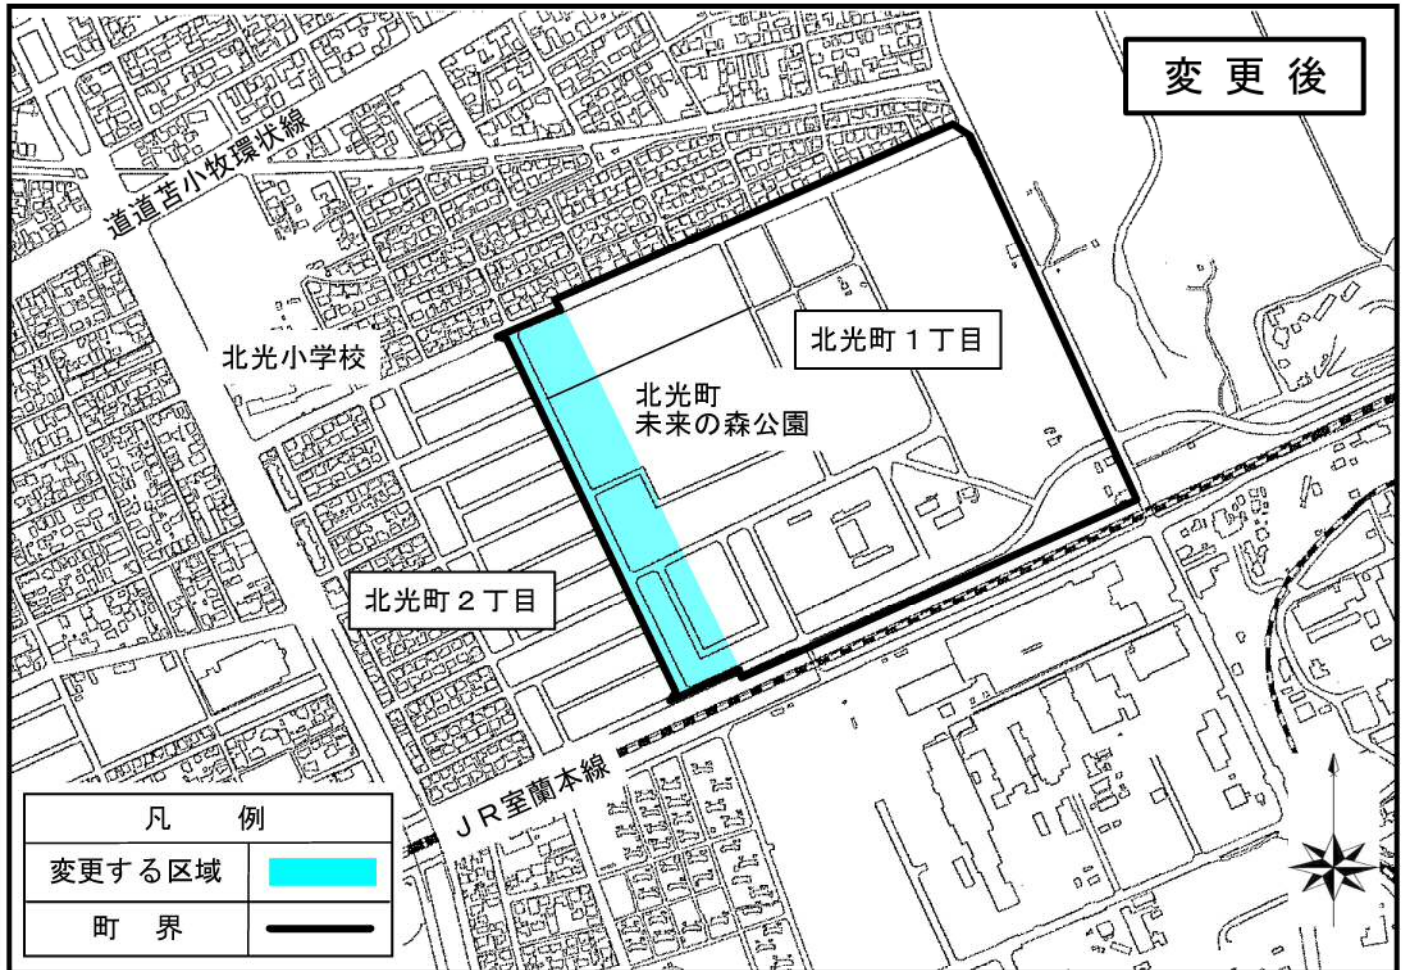 変更後
道道苫小牧環状線
北光小学校
北光町１丁目
北光町
未来の森公園
北光町２丁目
ＪＲ室蘭本線
凡　例
変更する区域
町　界